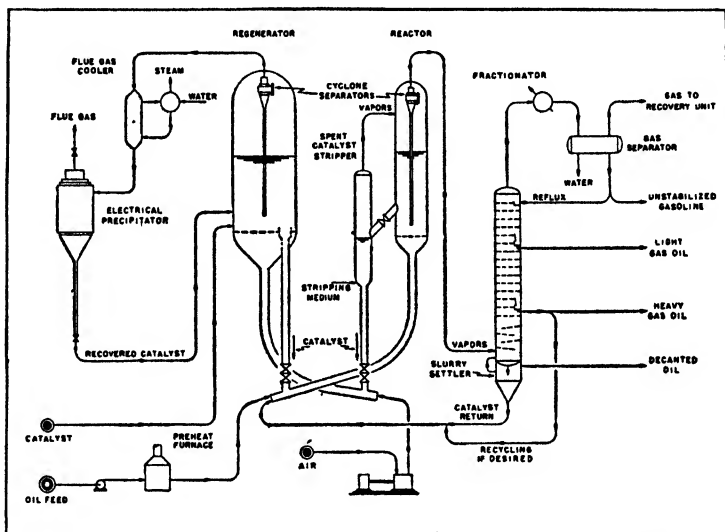 REGENERATOR
REACTOR
FLUE GAS
COOLER
STEAM
WATER
CYCLONE
SEPARATORS
VAPORS
FRACTIONATOR
GAS TO
RECOVERY UNIT
FLUE GAS
SPENT
CATALYST
STRIPPER
GAS
SEPARATOR
WATER
ELECTRICAL
PRECIPITATOR
REFLUX
UNSTABILIZED
GASOLINE
LIGHT
GAS OIL
STRIPPING
MEDIUM
HEAVY
GAS OIL
RECOVERED CATALYST
CATALYST
VAPORS
SLURRY
SETTLER
DECANTED
OIL
CATALYST
RETURN
CATALYST
PREHEAT
FURNACE
AIR
RECYCLING
IF DESIRED
OIL FEED